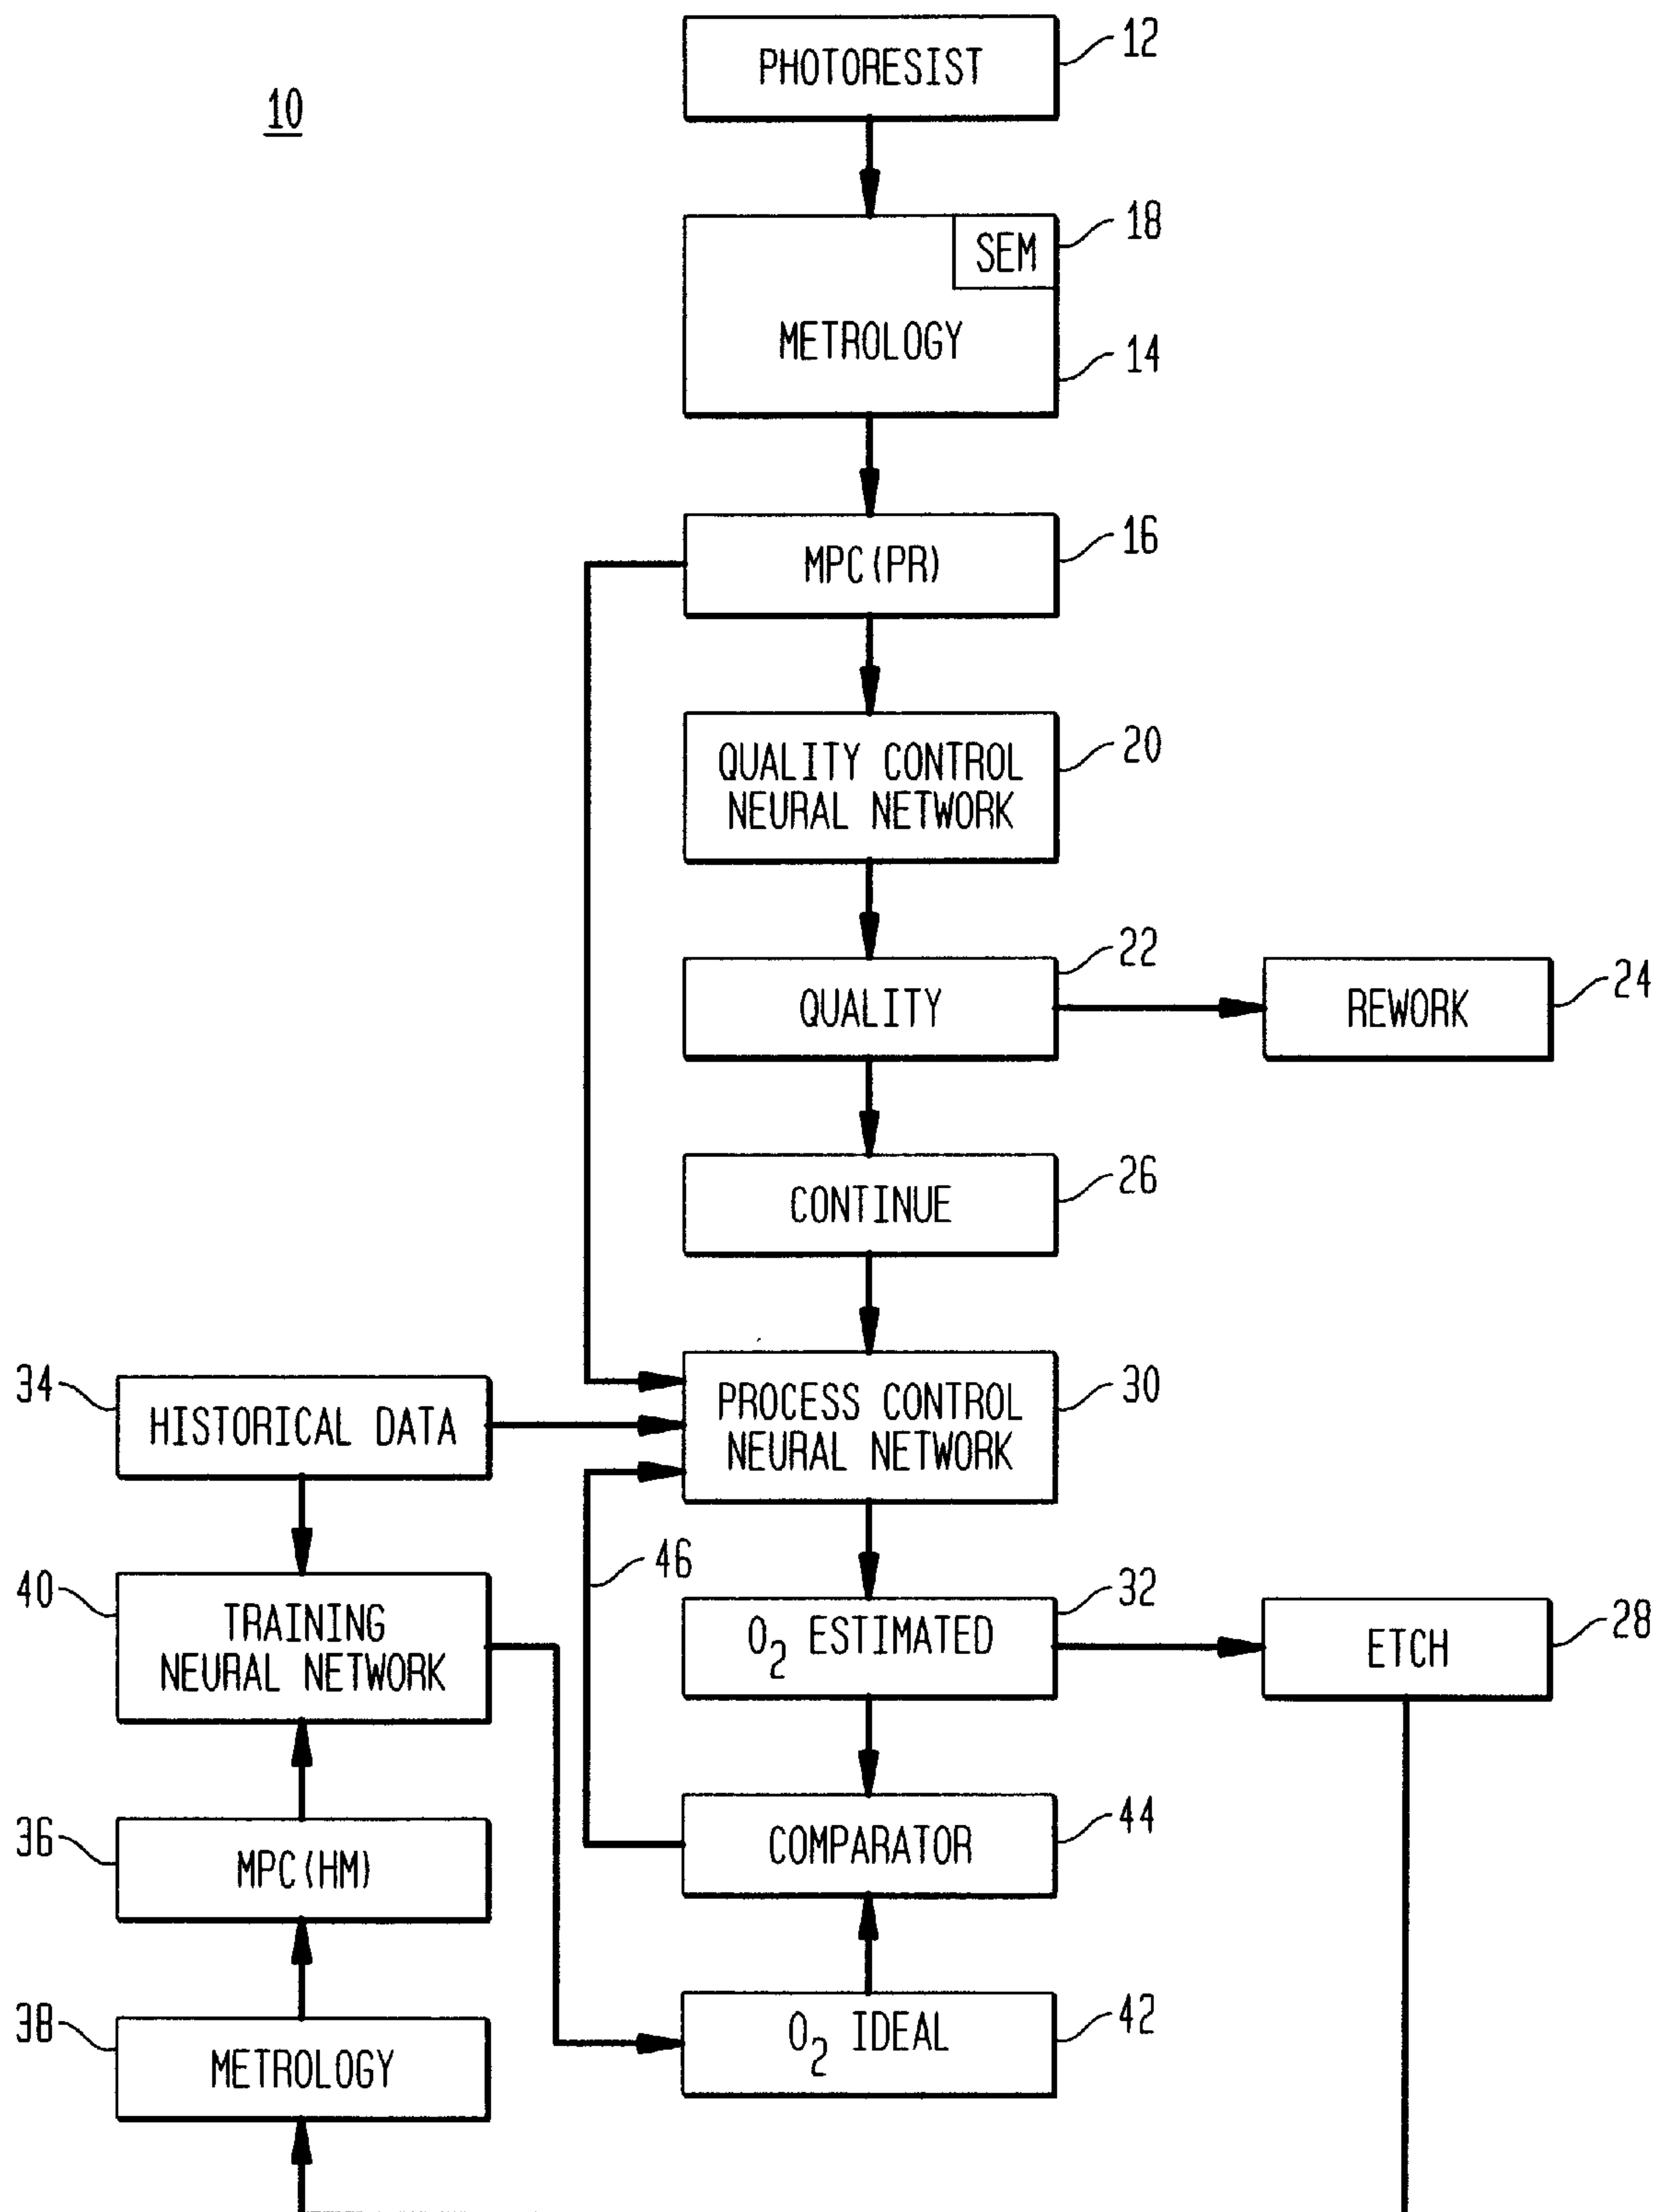 10
PHOTORESIST
12
SEM
18
METROLOGY
14
MPC(PR)
16
QUALITY CONTROL
NEURAL NETWORK
20
QUALITY
22
REWORK
24
CONTINUE
26
34
HISTORICAL DATA
PROCESS CONTROL
NEURAL NETWORK
30
40
TRAINING
NEURAL NETWORK
46
O2 ESTIMATED
32
ETCH
28
36
MPC(HM)
COMPARATOR
44
38
METROLOGY
O2 IDEAL
42